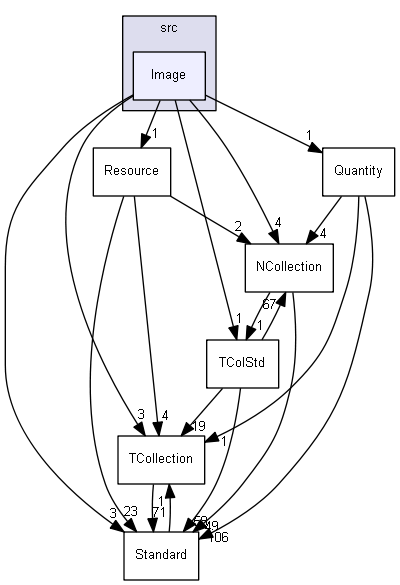 src
Image
1
1
Resource
Quantity
2
4
4
NCollection
67
1
1
TColStd
3
4
19
1
TCollection
1
71
3
23
49
106
Standard